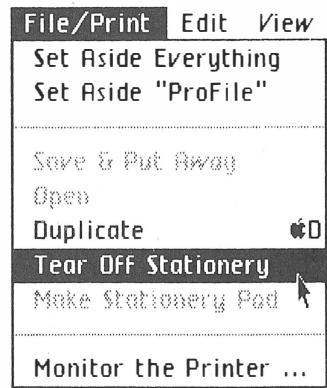 File/Print Edit View
Set Aside Everything
Set Aside "ProFile"
Save & Put Away
Open
Duplicate D
Tear Off Stationery
Make Stationery Pad
Monitor the Printer ...